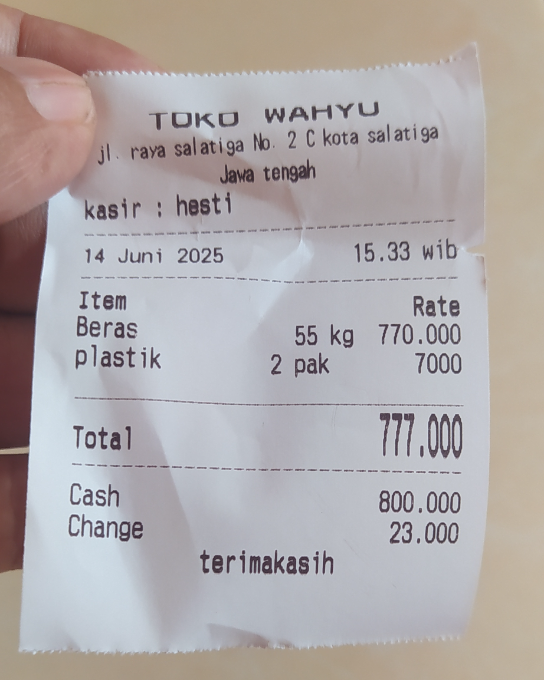 TOKO WAHYU
jl. raya salatiga No. 2 C kota salatiga
Jawa tengah
kasir : hesti
14 Juni 2025 15.33 wib
Item Rate
Beras 55 kg 770.000
plastik 2 pak 7000
Total 777.000
Cash 800.000
Change 23.000
terimakasih